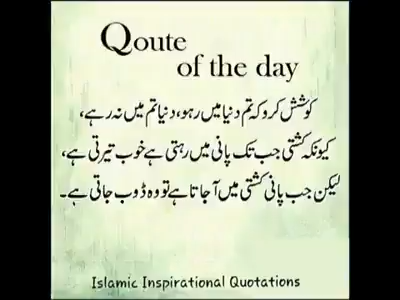 Qoute
of the day
کوشش کرو کہ تم دنیا میں رہو، دنیا تم میں نہ رہے،
کیونکہ کشتی جب تک پانی میں رہتی ہے خوب تیرتی ہے،
لیکن جب پانی کشتی میں آ جاتا ہے تو وہ ڈوب جاتی ہے۔
Islamic Inspirational Quotations